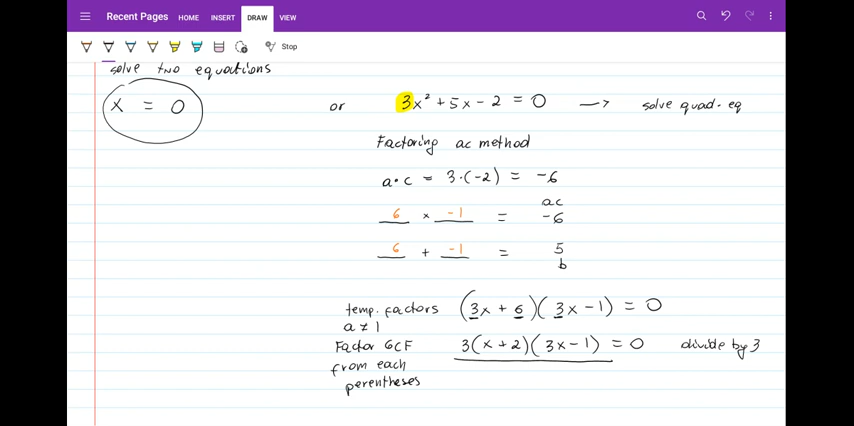 Recent Pages HOME INSERT DRAW VIEW
Stop
solve two equations
x = 0 or 3x² + 5x - 2 = 0 → solve quad. eq
Factoring ac method
a·c = 3·(-2) = -6
ac
6 × -1 = -6
6 + -1 = 5
b
temp. factors (3x + 6)(3x - 1) = 0
a ≠ 1
Factor GCF 3(x + 2)(3x - 1) = 0 divide by 3
from each
perentheses